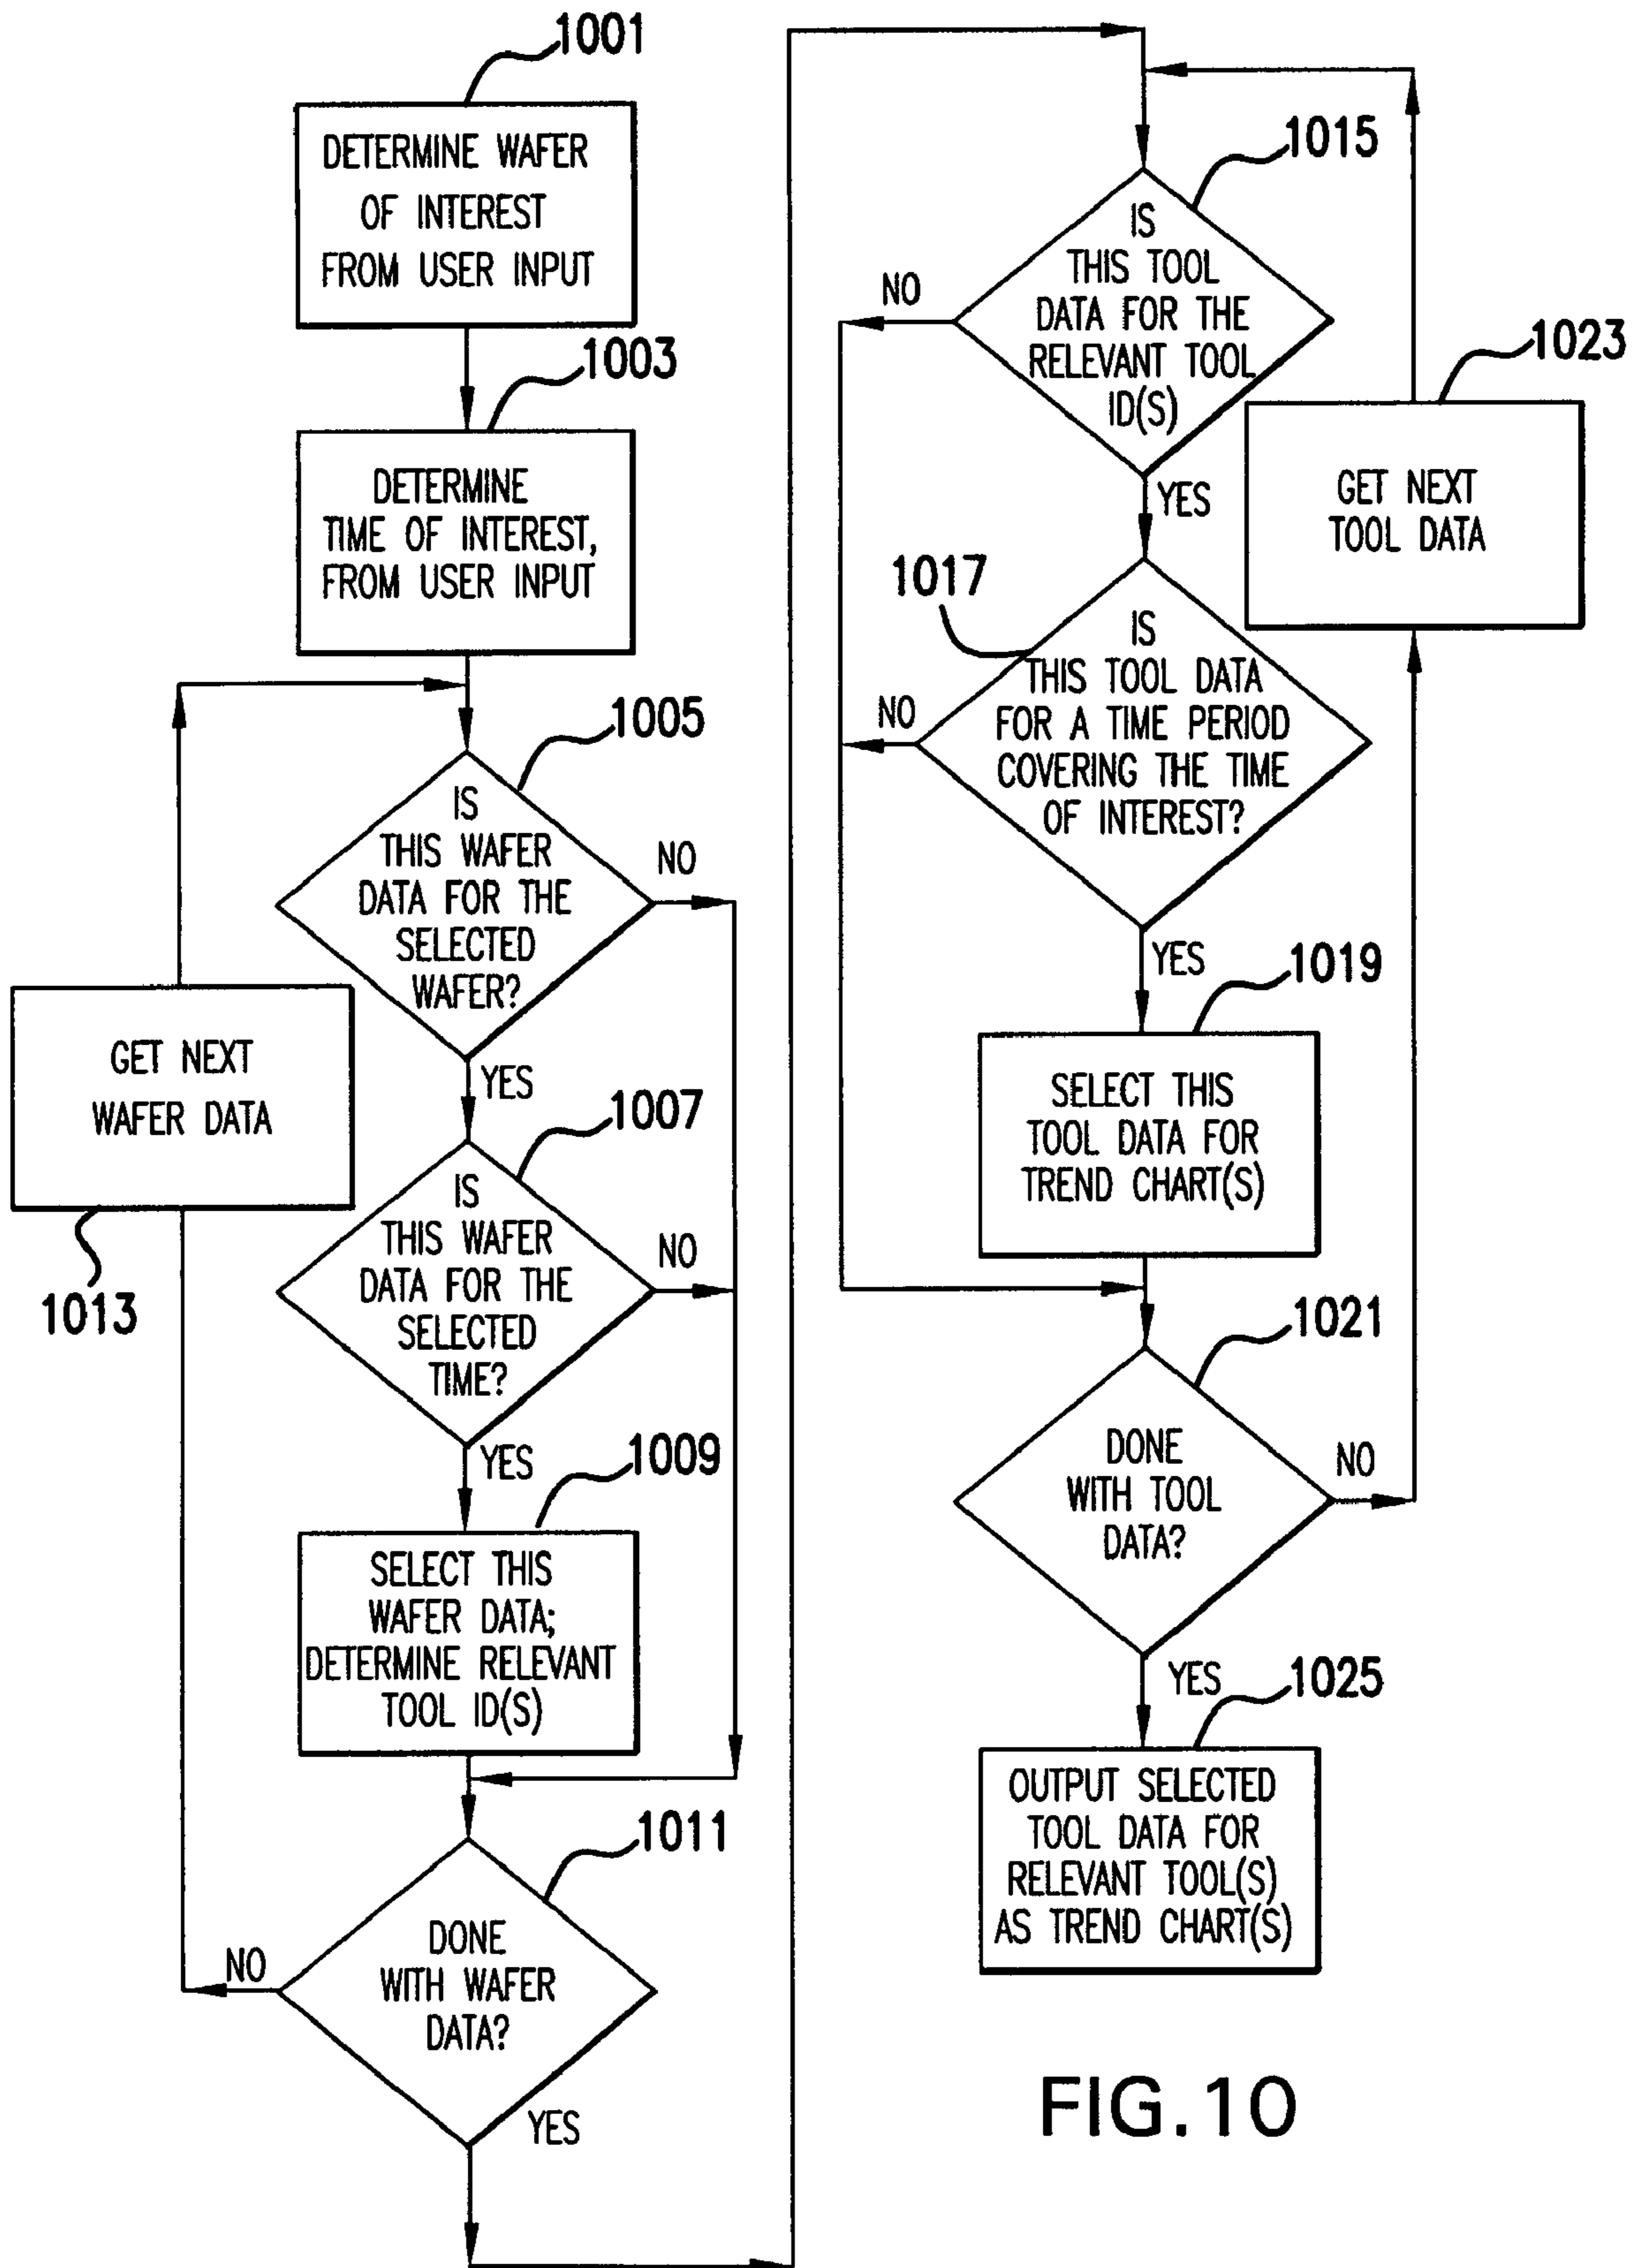 1001
DETERMINE WAFER
OF INTEREST
FROM USER INPUT
1003
DETERMINE
TIME OF INTEREST,
FROM USER INPUT
1005
IS
THIS WAFER
DATA FOR THE
SELECTED
WAFER?
NO
YES
GET NEXT
WAFER DATA
1013
1007
IS
THIS WAFER
DATA FOR THE
SELECTED
TIME?
NO
YES
1009
SELECT THIS
WAFER DATA;
DETERMINE RELEVANT
TOOL ID(S)
1011
DONE
WITH WAFER
DATA?
NO
YES
1015
IS
THIS TOOL
DATA FOR THE
RELEVANT TOOL
ID(S)
NO
YES
1023
GET NEXT
TOOL DATA
1017
IS
THIS TOOL DATA
FOR A TIME PERIOD
COVERING THE TIME
OF INTEREST?
NO
YES
1019
SELECT THIS
TOOL DATA FOR
TREND CHART(S)
1021
DONE
WITH TOOL
DATA?
NO
YES
1025
OUTPUT SELECTED
TOOL DATA FOR
RELEVANT TOOL(S)
AS TREND CHART(S)
FIG.10